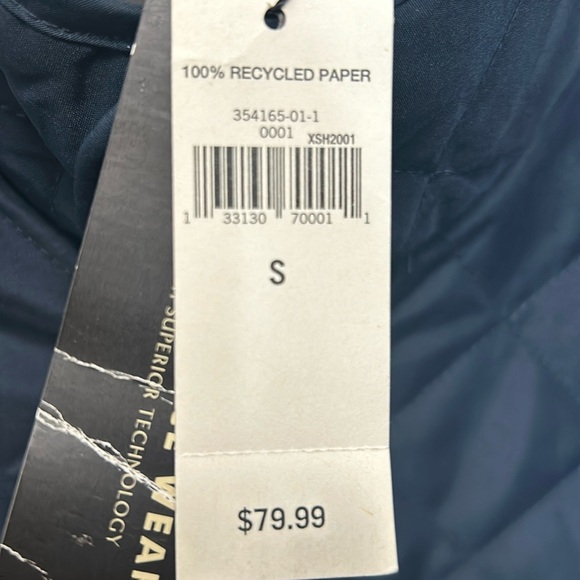 100% RECYCLED PAPER
354165-01-1
0001 XSH2001
1 33130 70001 1
S
$79.99
SUPERIOR TECHNOLOGY